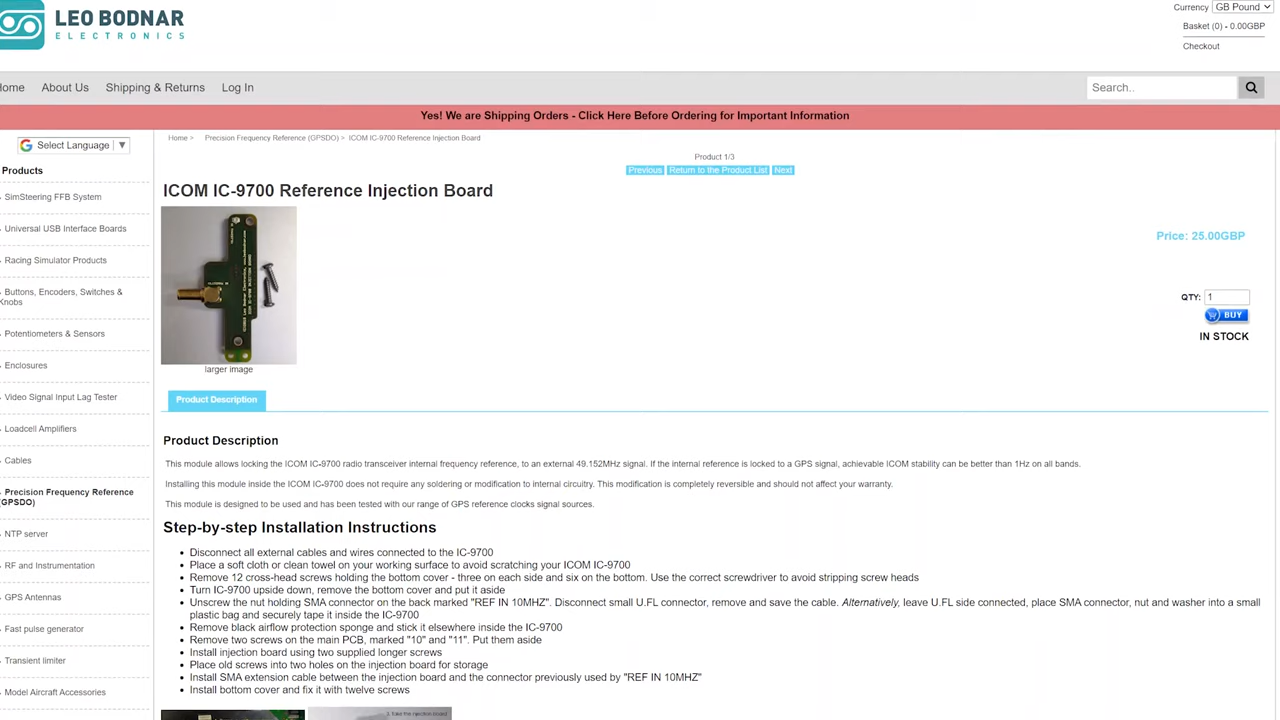 LEO BODNAR
ELECTRONICS
Currency GB Pound
Basket (0) - 0.00GBP
Checkout
About Us Shipping & Returns Log In
Search..
Yes! We are Shipping Orders - Click Here Before Ordering for Important Information
Select Language ▼
Home > Precision Frequency Reference (GPSDO) > ICOM IC-9700 Reference Injection Board
Product 1/3
Previous Return to the Product List Next
Products
SimSteering FFB System
Universal USB Interface Boards
Racing Simulator Products
Buttons, Encoders, Switches &
Knobs
Potentiometers & Sensors
Enclosures
Video Signal Input Lag Tester
Loadcell Amplifiers
Cables
Precision Frequency Reference
(GPSDO)
NTP server
RF and Instrumentation
GPS Antennas
Fast pulse generator
Transient limiter
Model Aircraft Accessories
ICOM IC-9700 Reference Injection Board
Price: 25.00GBP
QTY: 1
BUY
IN STOCK
larger image
Product Description
Product Description
This module allows locking the ICOM IC-9700 radio transceiver internal frequency reference, to an external 49.152MHz signal. If the internal reference is locked to a GPS signal, achievable ICOM stability can be better than 1Hz on all bands.
Installing this module inside the ICOM IC-9700 does not require any soldering or modification to internal circuitry. This modification is completely reversible and should not affect your warranty.
This module is designed to be used and has been tested with our range of GPS reference clocks signal sources.
Step-by-step Installation Instructions
• Disconnect all external cables and wires connected to the IC-9700
• Place a soft cloth or clean towel on your working surface to avoid scratching your ICOM IC-9700
• Remove 12 cross-head screws holding the bottom cover - three on each side and six on the bottom. Use the correct screwdriver to avoid stripping screw heads
• Turn IC-9700 upside down, remove the bottom cover and put it aside
• Unscrew the nut holding SMA connector on the back marked "REF IN 10MHZ". Disconnect small U.FL connector, remove and save the cable. Alternatively, leave U.FL side connected, place SMA connector, nut and washer into a small
plastic bag and securely tape it inside the IC-9700
• Remove black airflow protection sponge and stick it elsewhere inside the IC-9700
• Remove two screws on the main PCB, marked "10" and "11". Put them aside
• Install injection board using two supplied longer screws
• Place old screws into two holes on the injection board for storage
• Install SMA extension cable between the injection board and the connector previously used by "REF IN 10MHZ"
• Install bottom cover and fix it with twelve screws